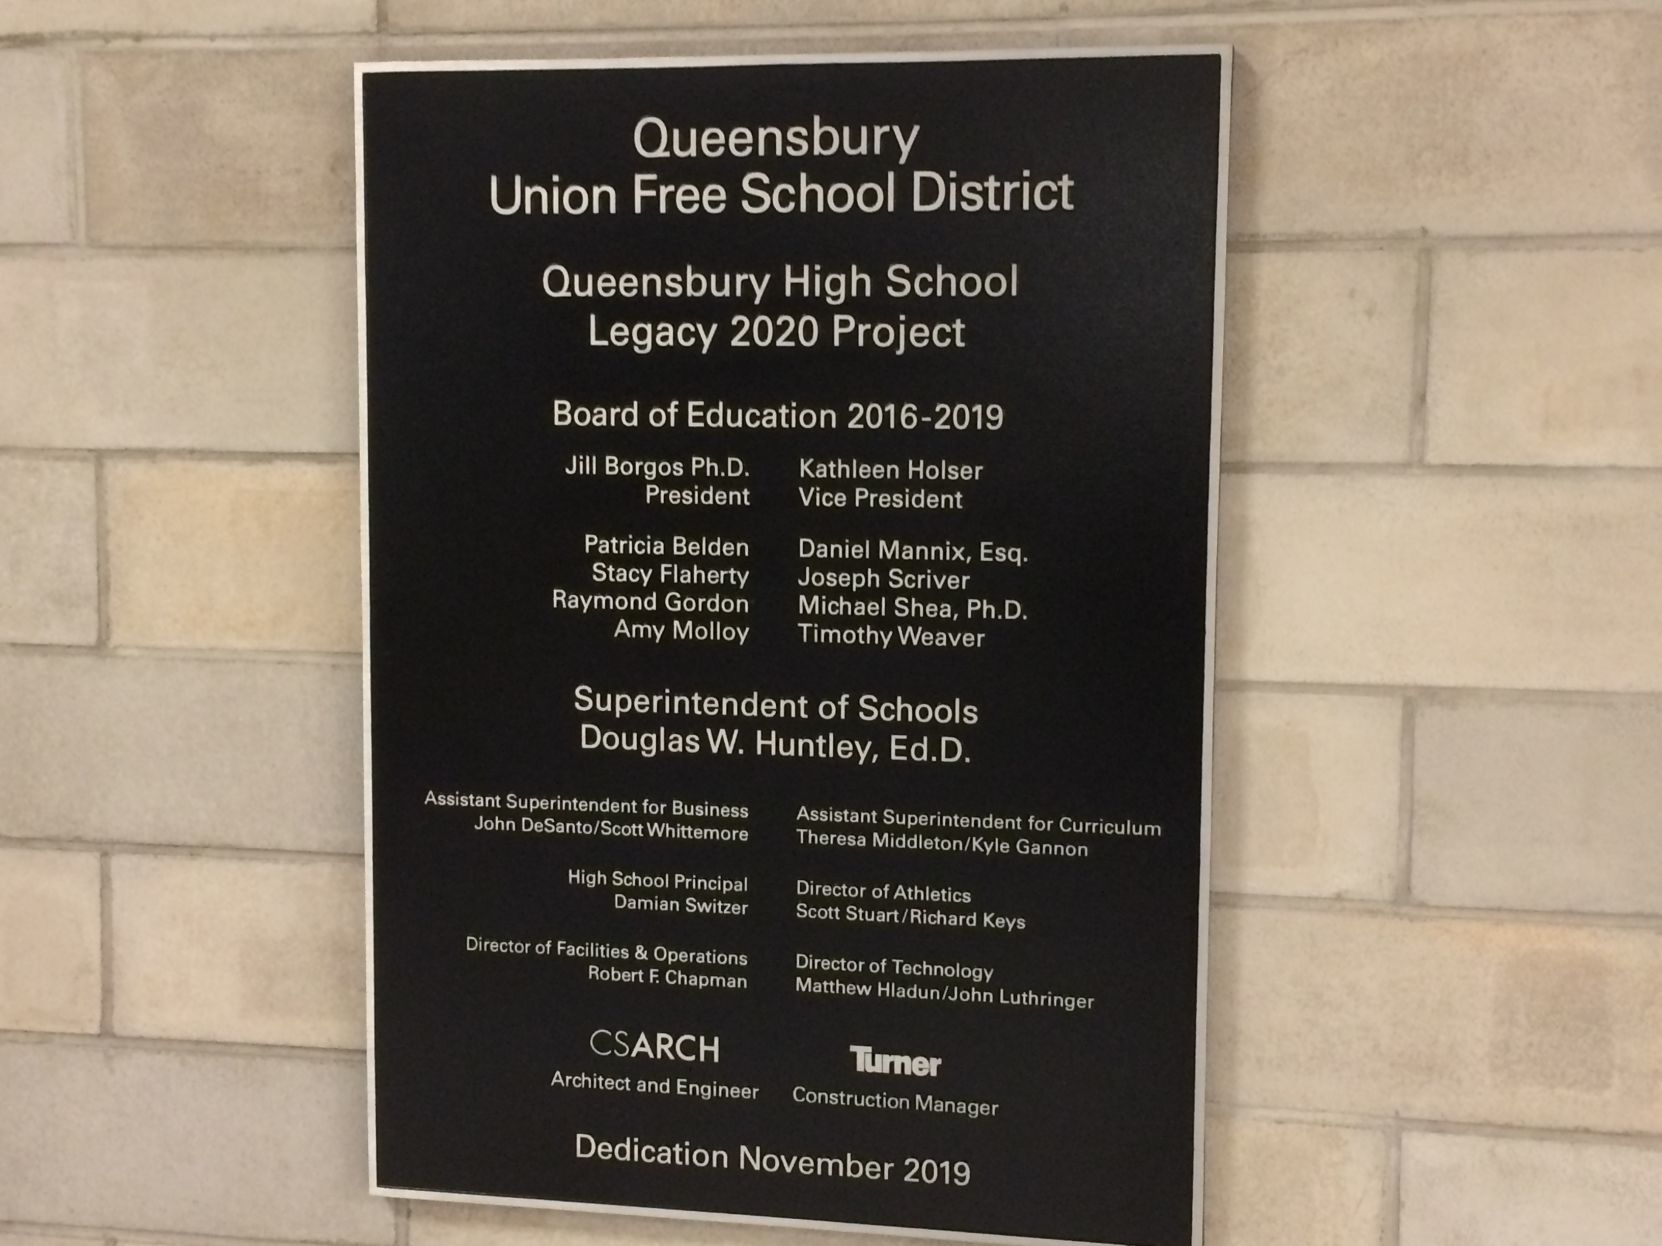 Queensbury
Union Free School District
Queensbury High School
Legacy 2020 Project
Board of Education 2016-2019
Jill Borgos Ph.D.
President
Kathleen Holser
Vice President
Patricia Belden
Stacy Flaherty
Raymond Gordon
Amy Molloy
Daniel Mannix, Esq.
Joseph Scriver
Michael Shea, Ph.D.
Timothy Weaver
Superintendent of Schools
Douglas W. Huntley, Ed.D.
Assistant Superintendent for Business
John DeSanto/Scott Whittemore
Assistant Superintendent for Curriculum
Theresa Middleton/Kyle Gannon
High School Principal
Damian Switzer
Director of Athletics
Scott Stuart/Richard Keys
Director of Facilities & Operations
Robert F. Chapman
Director of Technology
Matthew Hladun/John Luthringer
CSARCH
Architect and Engineer
Turner
Construction Manager
Dedication November 2019